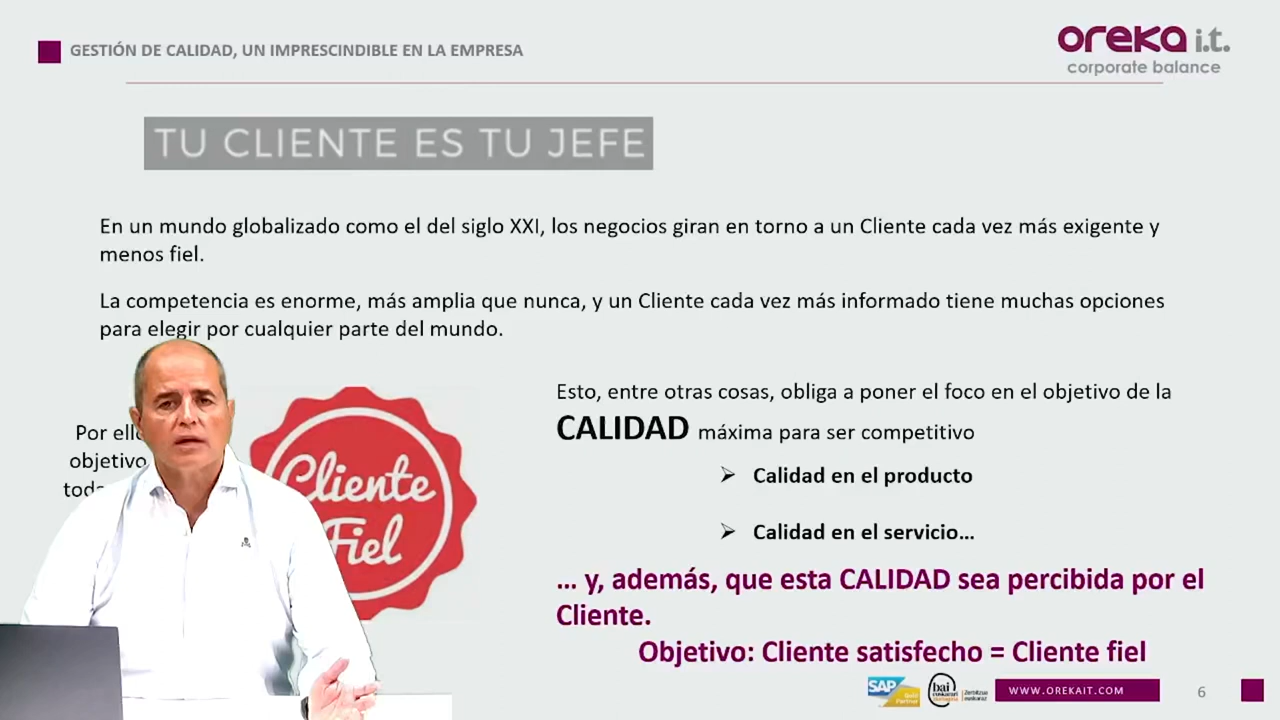 GESTIÓN DE CALIDAD, UN IMPRESCINDIBLE EN LA EMPRESA
oreka i.t.
corporate balance
TU CLIENTE ES TU JEFE
En un mundo globalizado como el del siglo XXI, los negocios giran en torno a un Cliente cada vez más exigente y
menos fiel.
La competencia es enorme, más amplia que nunca, y un Cliente cada vez más informado tiene muchas opciones
para elegir por cualquier parte del mundo.
Por
objetivo
Cliente
Fiel
Esto, entre otras cosas, obliga a poner el foco en el objetivo de la
CALIDAD máxima para ser competitivo
Calidad en el producto
Calidad en el servicio…
… y, además, que esta CALIDAD sea percibida por el
Cliente.
Objetivo: Cliente satisfecho = Cliente fiel
SAP
bai
WWW.OREKAIT.COM
6